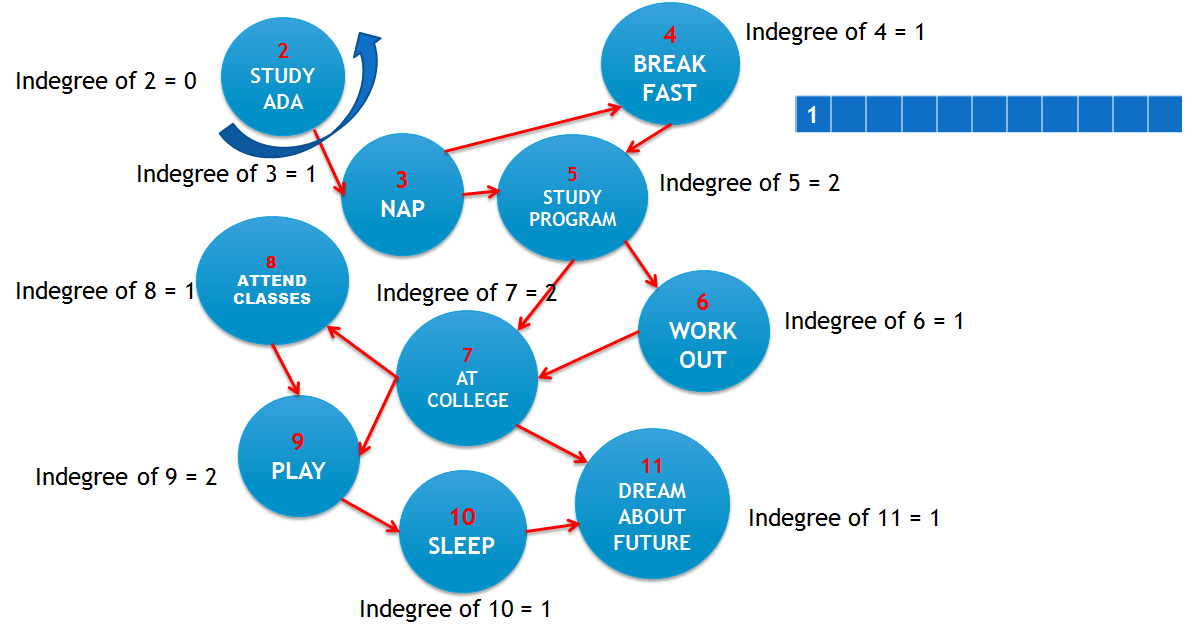 2
STUDY
ADA
Indegree of 2 = 0
4
BREAK
FAST
Indegree of 4 = 1
1
Indegree of 3 = 1
3
NAP
5
STUDY
PROGRAM
Indegree of 5 = 2
8
ATTEND
CLASSES
Indegree of 8 = 1
Indegree of 7 = 2
6
WORK
OUT
Indegree of 6 = 1
7
AT
COLLEGE
9
PLAY
Indegree of 9 = 2
10
SLEEP
Indegree of 10 = 1
11
DREAM
ABOUT
FUTURE
Indegree of 11 = 1